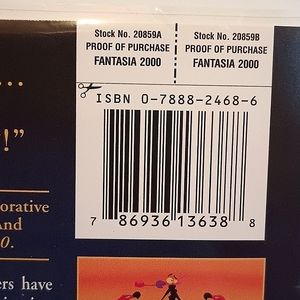 Stock No. 20859A
PROOF OF PURCHASE
FANTASIA 2000
Stock No. 20859B
PROOF OF PURCHASE
FANTASIA 2000
ISBN 0-7888-2468-6
7 86936 13638 8
...
!”
orative
And
0.
ers have